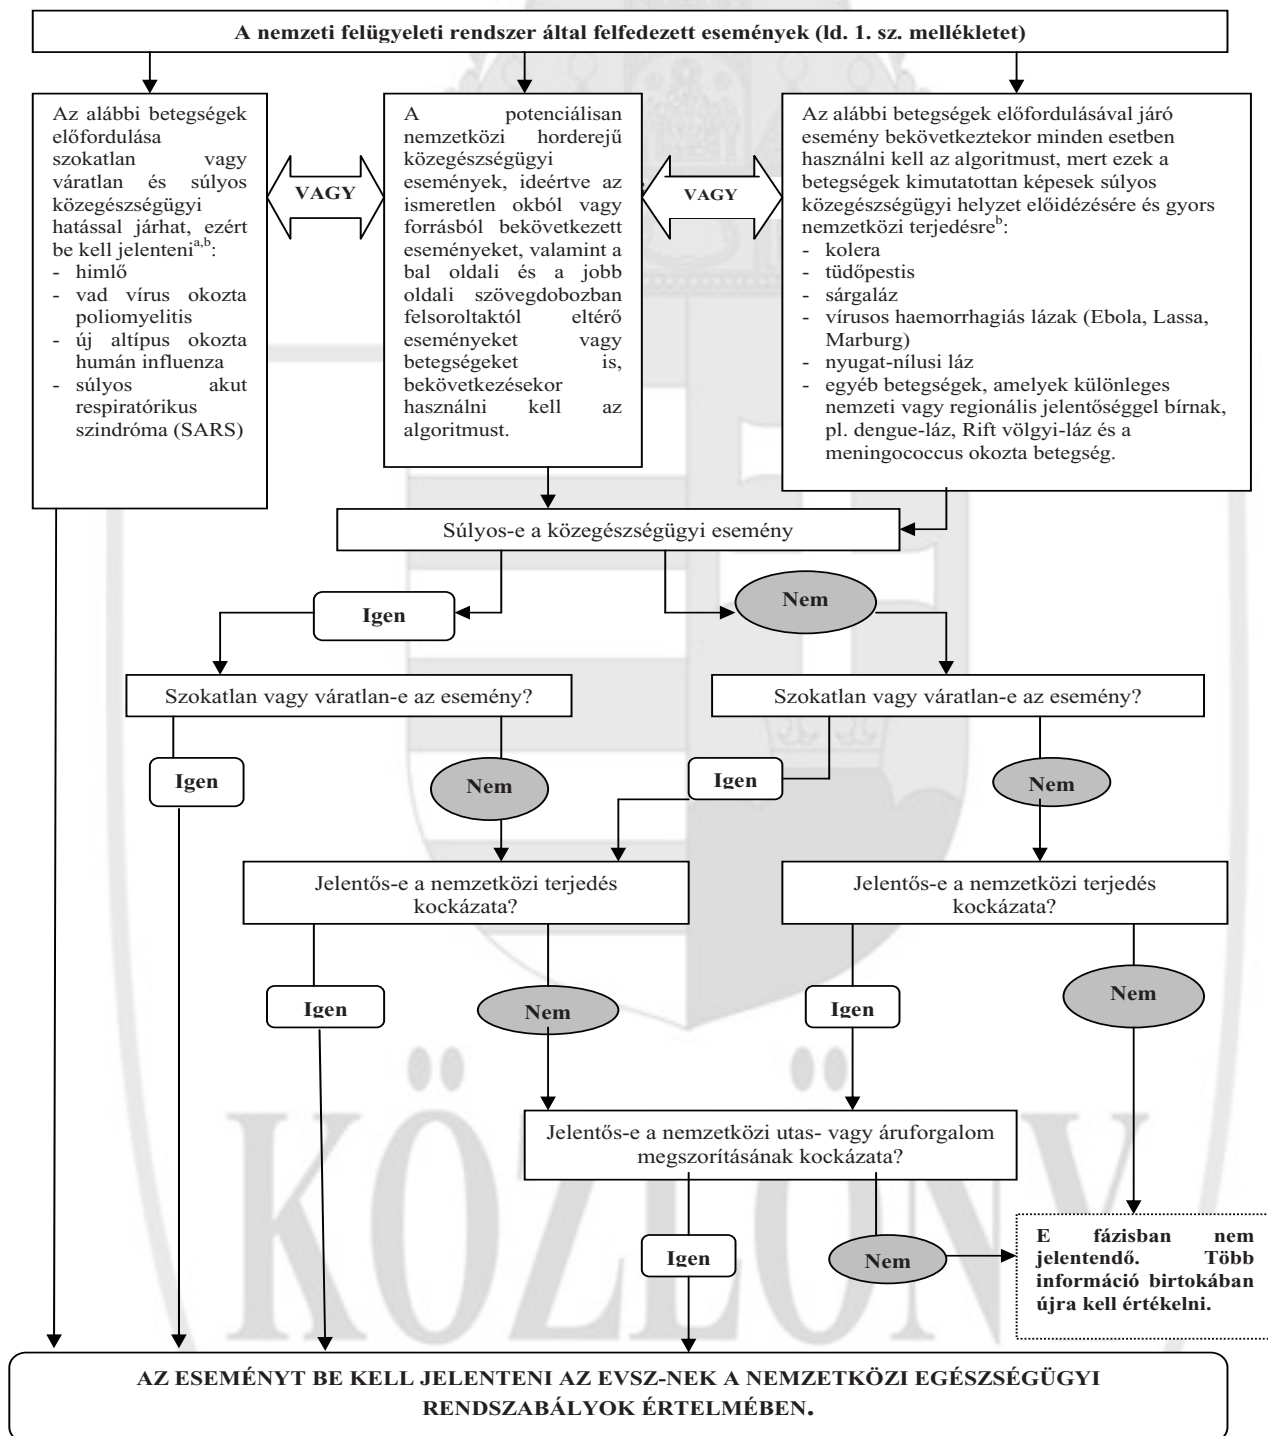 A nemzeti felügyeleti rendszer által felfedezett események (ld. 1. sz. mellékletet)
Az alábbi betegségek
előfordulása
szokatlan vagy
váratlan és súlyos
közegészségügyi
hatással járhat, ezért
be kell jelenteni a,b:
- himlő
- vad vírus okozta
poliomyelitis
- új altípus okozta
humán influenza
- súlyos akut
respiratórikus
szindróma (SARS)
VAGY
A potenciálisan
nemzetközi horderejű
közegészségügyi
események, ideértve az
ismeretlen okból vagy
forrásból bekövetkezett
eseményeket, valamint a
bal oldali és a jobb
oldali szövegdobozban
felsoroltaktól eltérő
eseményeket vagy
betegségeket is,
bekövetkezésekor
használni kell az
algoritmust.
VAGY
Az alábbi betegségek előfordulásával járó
esemény bekövetkeztekor minden esetben
használni kell az algoritmust, mert ezek a
betegségek kimutatottan képesek súlyos
közegészségügyi helyzet előidézésére és gyors
nemzetközi terjedésre b:
- kolera
- tüdőpestis
- sárgaláz
- vírusos haemorrhagiás lázak (Ebola, Lassa,
Marburg)
- nyugat-nílusi láz
- egyéb betegségek, amelyek különleges
nemzeti vagy regionális jelentőséggel bírnak,
pl. dengue-láz, Rift völgyi-láz és a
meningococcus okozta betegség.
Súlyos-e a közegészségügyi esemény
Igen
Nem
Szokatlan vagy váratlan-e az esemény?
Szokatlan vagy váratlan-e az esemény?
Igen
Nem
Igen
Nem
Jelentős-e a nemzetközi terjedés
kockázata?
Jelentős-e a nemzetközi terjedés
kockázata?
Igen
Nem
Igen
Nem
Jelentős-e a nemzetközi utas- vagy áruforgalom
megszorításának kockázata?
Igen
Nem
E fázisban nem
jelentendő. Több
információ birtokában
újra kell értékelni.
KÖZLÖNY
AZ ESEMÉNYT BE KELL JELENTENI AZ EVSZ-NEK A NEMZETKÖZI EGÉSZSÉGÜGYI
RENDSZABÁLYOK ÉRTELMÉBEN.